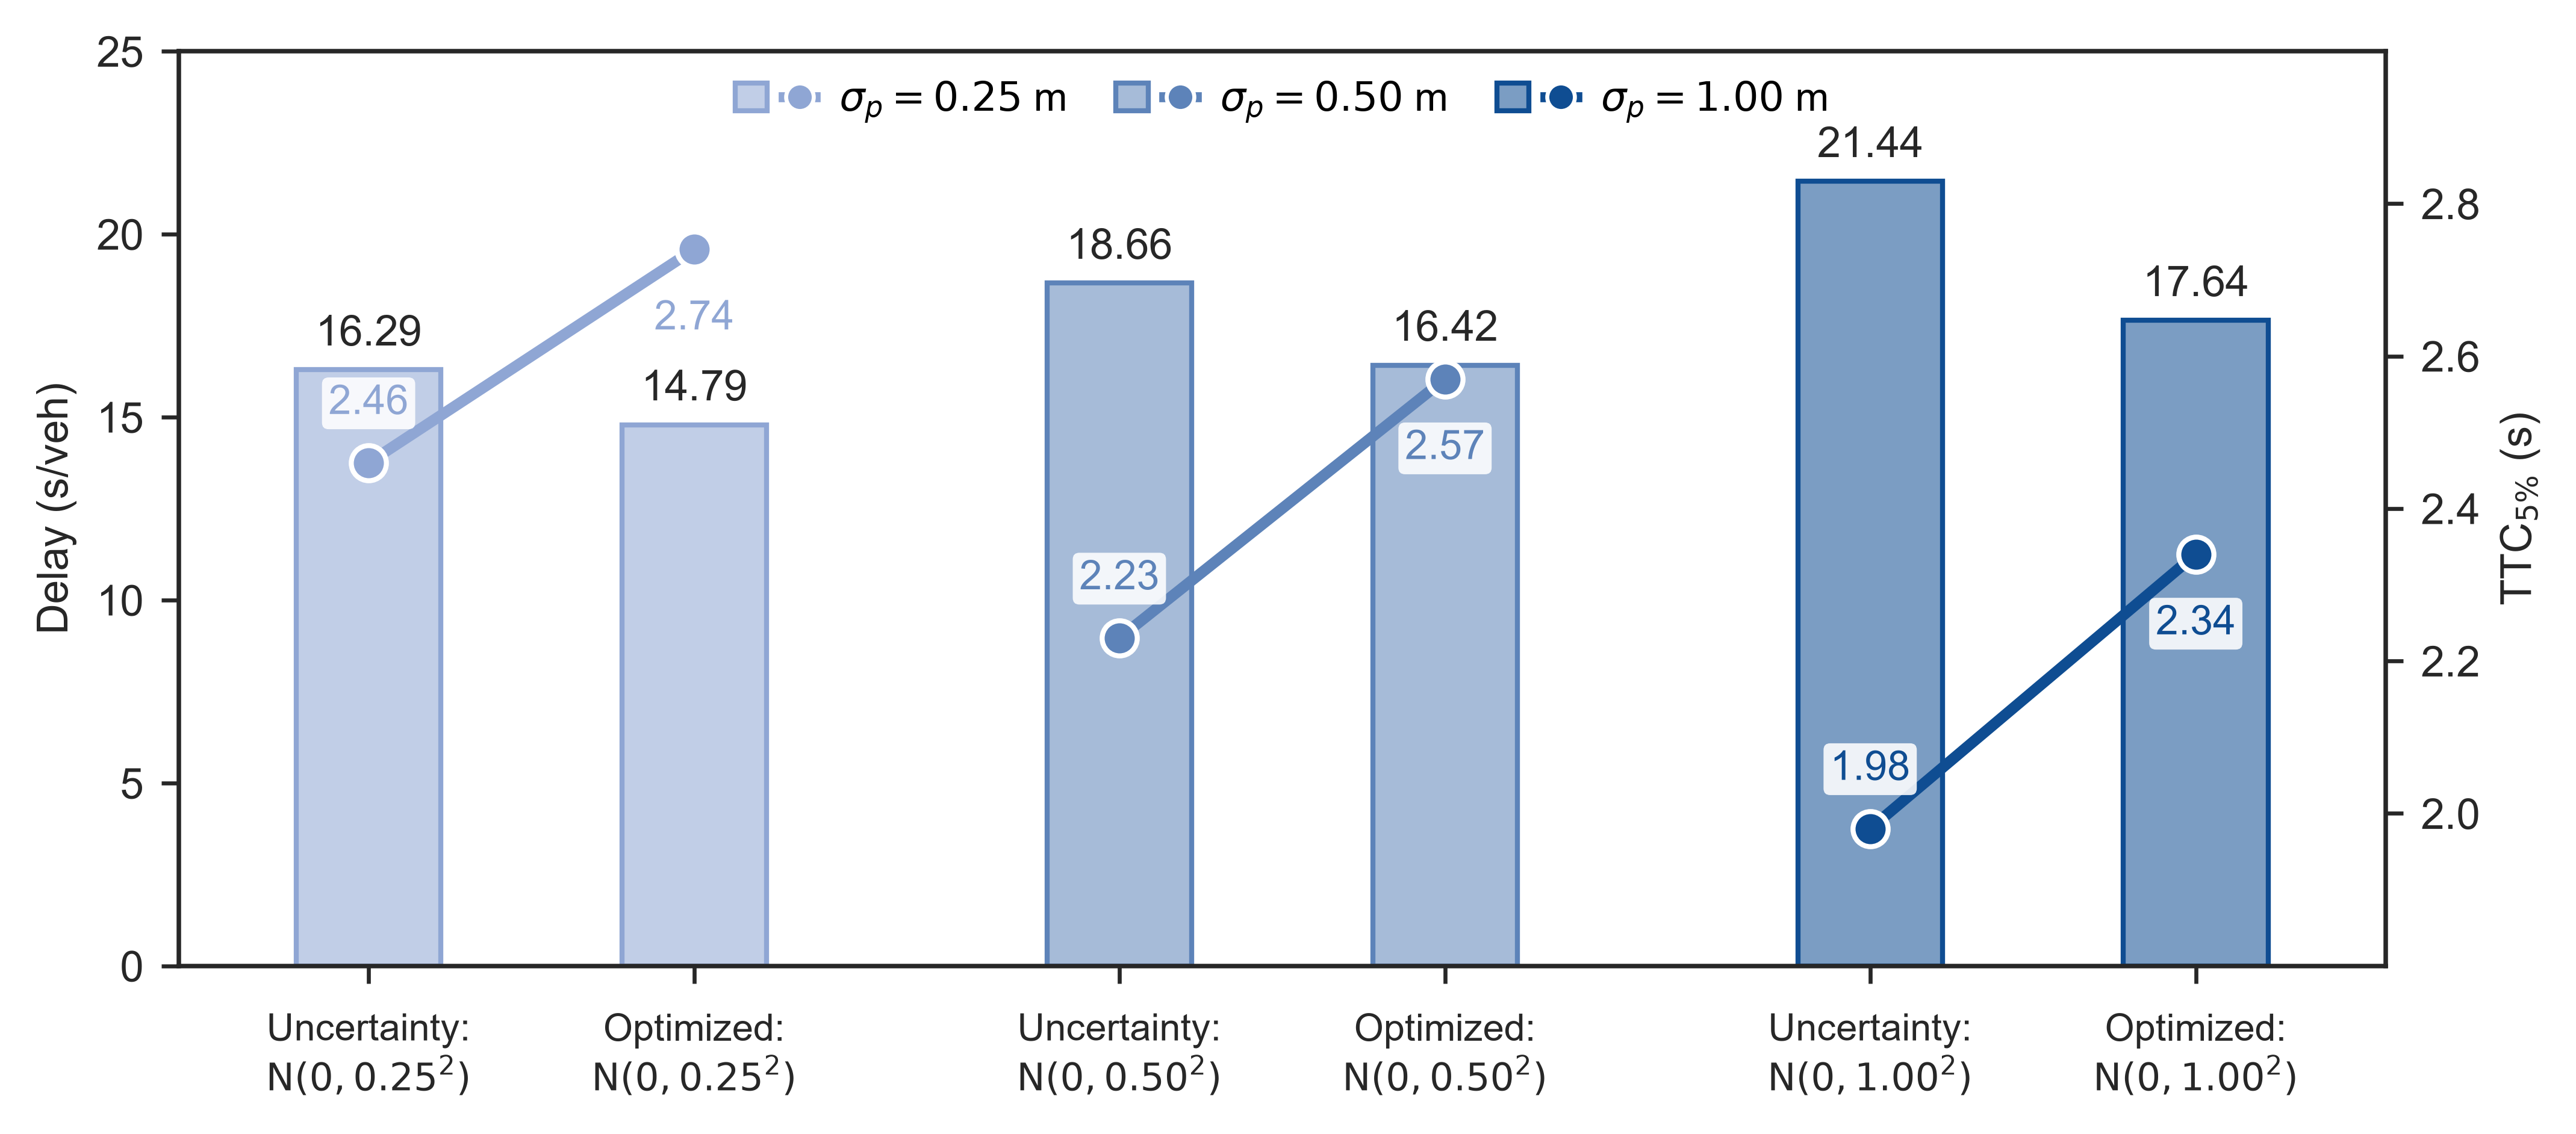 25
20
15
10
5
0
Delay (s/veh)
σₚ = 0.25 m
σₚ = 0.50 m
σₚ = 1.00 m
16.29
2.46
2.74
14.79
18.66
2.23
16.42
2.57
21.44
1.98
17.64
2.34
2.8
2.6
2.4
2.2
2.0
TTC₅% (s)
Uncertainty:
N(0, 0.25²)
Optimized:
N(0, 0.25²)
Uncertainty:
N(0, 0.50²)
Optimized:
N(0, 0.50²)
Uncertainty:
N(0, 1.00²)
Optimized:
N(0, 1.00²)